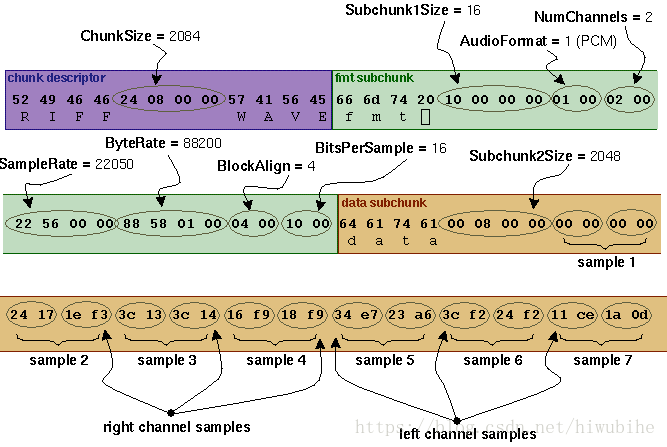 Subchunk1Size = 16
NumChannels = 2
ChunkSize = 2084
AudioFormat = 1 (PCM)
chunk descriptor
fmt subchunk
52 49 46 46 24 08 00 00 57 41 56 45 66 6d 74 20 10 00 00 00 01 00 02 00
R I F F W A V E f m t
ByteRate = 88200
BitsPerSample = 16
SampleRate = 22050
BlockAlign = 4
Subchunk2Size = 2048
data subchunk
22 56 00 00 88 58 01 00 04 00 10 00 64 61 74 61 00 08 00 00 00 00 00 00
d a t a
sample 1
24 17 1e f3 3c 13 3c 14 16 f9 18 f9 34 e7 23 a6 3c f2 24 f2 11 ce 1a 0d
sample 2 sample 3 sample 4 sample 5 sample 6 sample 7
right channel samples
left channel samples
https://blog.csdn.net/hiwubihe